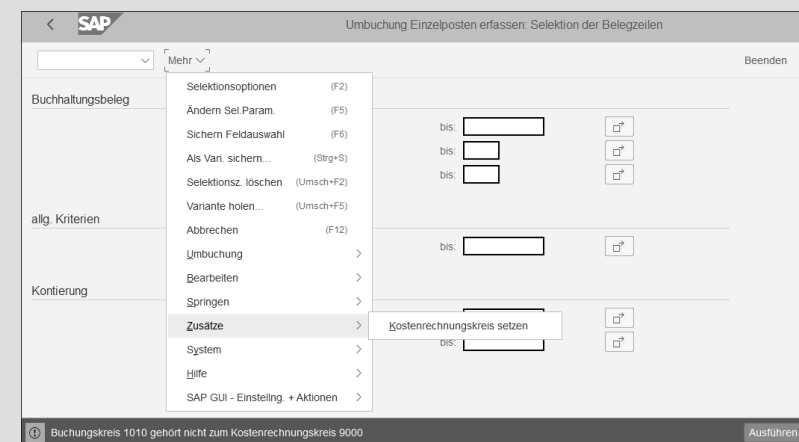 SAP Umbuchung Einzelposten erfassen: Selektion der Belegzeilen
Mehr Beenden
Selektionsoptionen (F2)
Buchhaltungsbeleg
Ändern Sel.Param. (F5)
bis:
Sichern Feldauswahl (F6)
bis:
Als Vari. sichern... (Strg+S)
bis:
Selektionsz. löschen (Umsch+F2)
Variante holen... (Umsch+F5)
allg. Kriterien
Abbrechen (F12)
bis:
Umbuchung
Bearbeiten
Kontierung
Springen
Zusätze Kostenrechnungskreis setzen
bis:
System
Hilfe
SAP GUI - Einstellng. + Aktionen
Buchungskreis 1010 gehört nicht zum Kostenrechnungskreis 9000 Ausführen